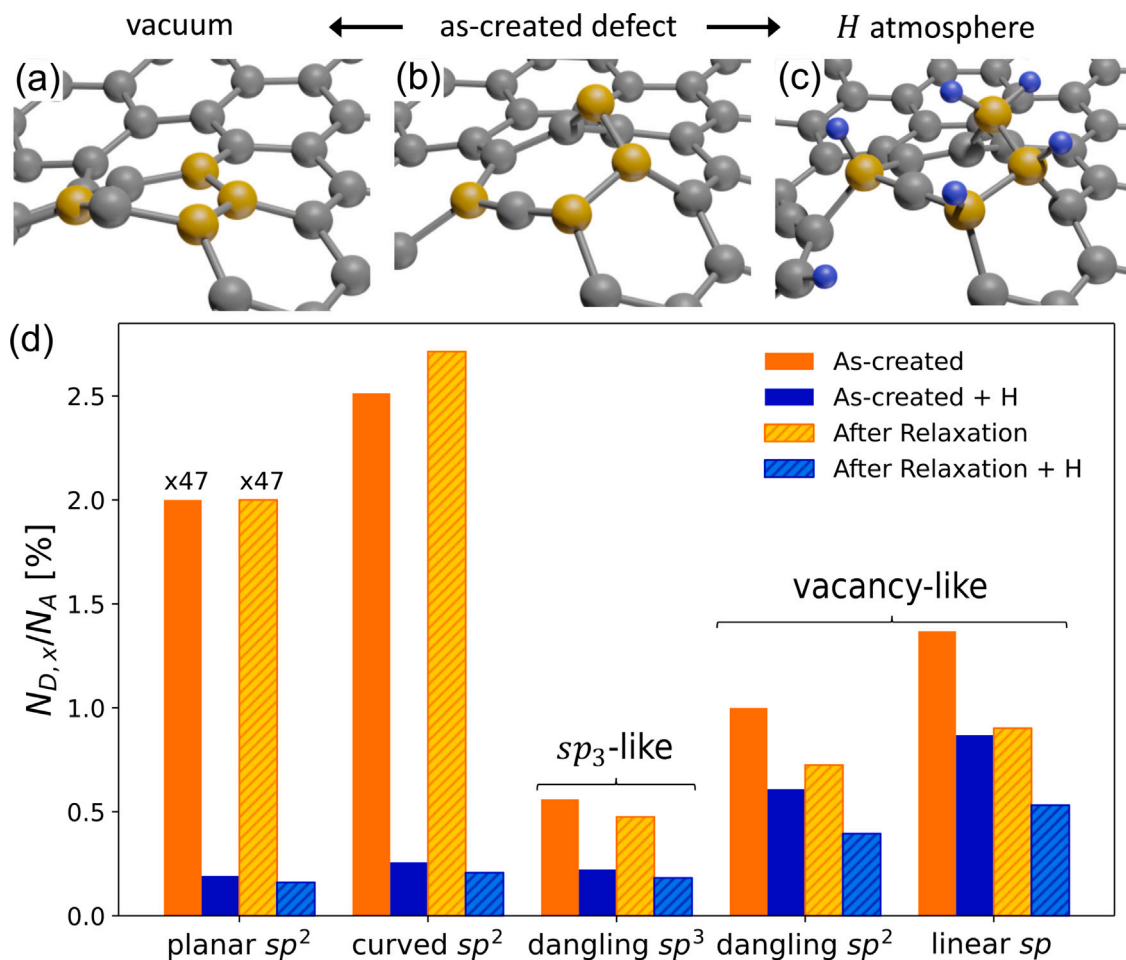 vacuum as-created defect H atmosphere
(a) (b) (c)
(d)
As-created
As-created + H
After Relaxation
After Relaxation + H
N_{D,x}/N_A [%]
2.5
2.0
1.5
1.0
0.5
0.0
x47 x47
vacancy-like
sp₃-like
planar sp² curved sp² dangling sp³ dangling sp² linear sp